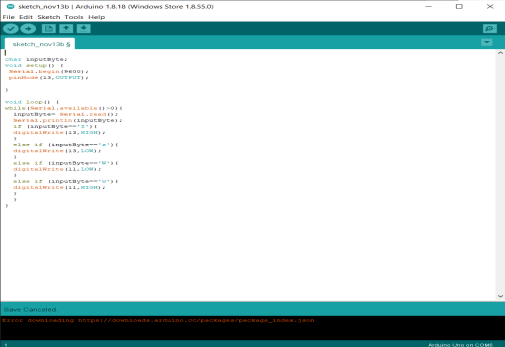 sketch_nov13b | Arduino 1.8.18 (Windows Store 1.8.55.0)
File Edit Sketch Tools Help
sketch_nov13b §
char inputByte;
void setup() {
Serial.begin(9600);
pinMode(13,OUTPUT);
}
void loop() {
while(Serial.available()>0){
inputByte= Serial.read();
Serial.println(inputByte);
if (inputByte=='Z'){
digitalWrite(13,HIGH);
}
else if (inputByte=='z'){
digitalWrite(13,LOW);
}
else if (inputByte=='W'){
digitalWrite(11,LOW);
}
else if (inputByte=='w'){
digitalWrite(11,HIGH);
}
}
}
Save Canceled.
Error downloading https://downloads.arduino.cc/packages/package_index.json
1 Arduino Uno on COM6